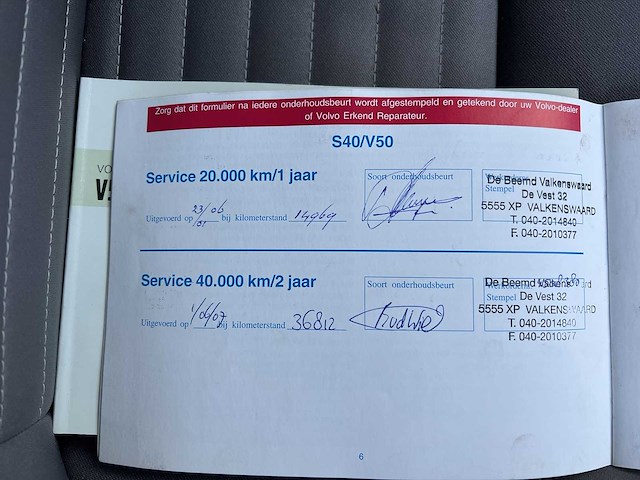 Zorg dat dit formulier na iedere onderhoudsbeurt wordt afgestempeld en getekend door uw Volvo-dealer
of Volvo Erkend Reparateur.
S40/V50
Service 20.000 km/1 jaar
Soort onderhoudsbeurt
Stempel
De Beemd Valkenswaard
De Vest 32
5555 XP VALKENSWAARD
T. 040-2014840
F. 040-2010377
Uitgevoerd op 23/06 bij kilometerstand 14969
Service 40.000 km/2 jaar
Soort onderhoudsbeurt
Stempel
De Beemd
De Vest 32
5555 XP VALKENSWAARD
T. 040-2014840
F. 040-2010377
Uitgevoerd op bij kilometerstand 36812
6
VO